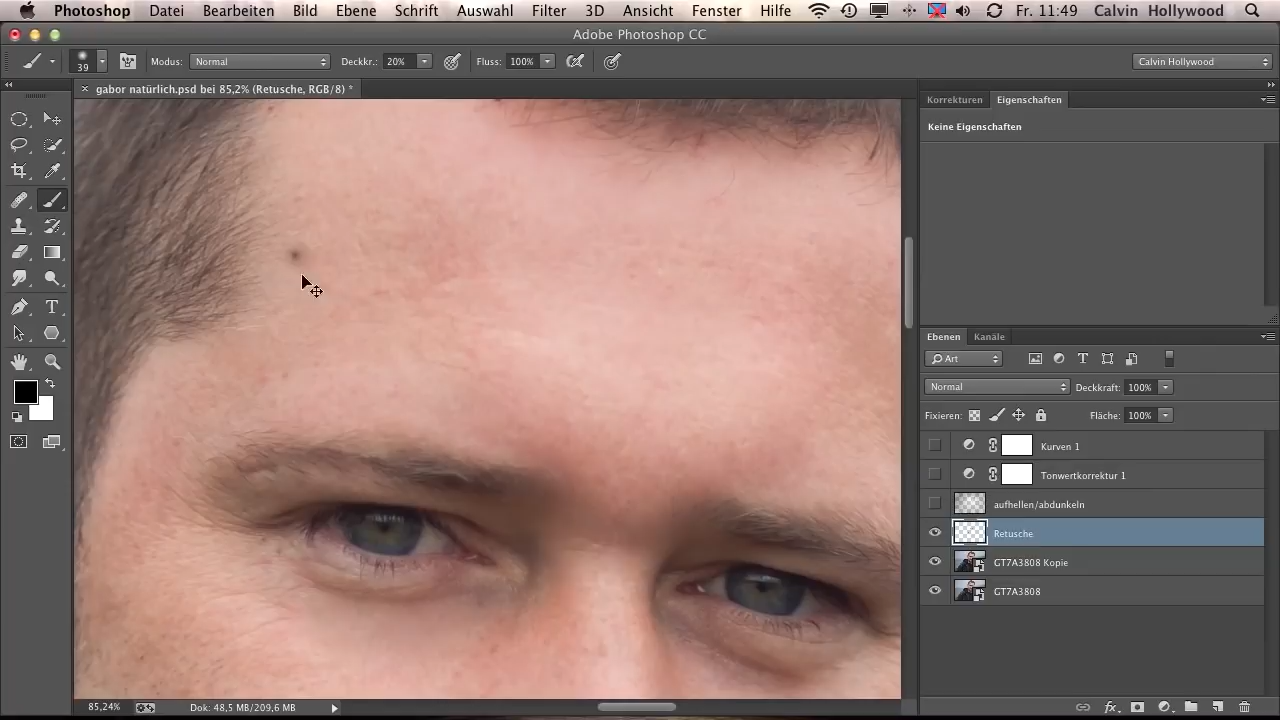 Photoshop Datei Bearbeiten Bild Ebene Schrift Auswahl Filter 3D Ansicht Fenster Hilfe Fr. 11:49 Calvin Hollywood
Adobe Photoshop CC
39 Modus: Normal Deckkr.: 20% Fluss: 100% Calvin Hollywood
gabor natürlich.psd bei 85,2% (Retusche, RGB/8) *
Korrekturen Eigenschaften
Keine Eigenschaften
Ebenen Kanäle
Art
Normal Deckkraft: 100%
Fixieren: Fläche: 100%
Kurven 1
Tonwertkorrektur 1
aufhellen/abdunkeln
Retusche
GT7A3808 Kopie
GT7A3808
85,24% Dok: 48,5 MB/209,6 MB